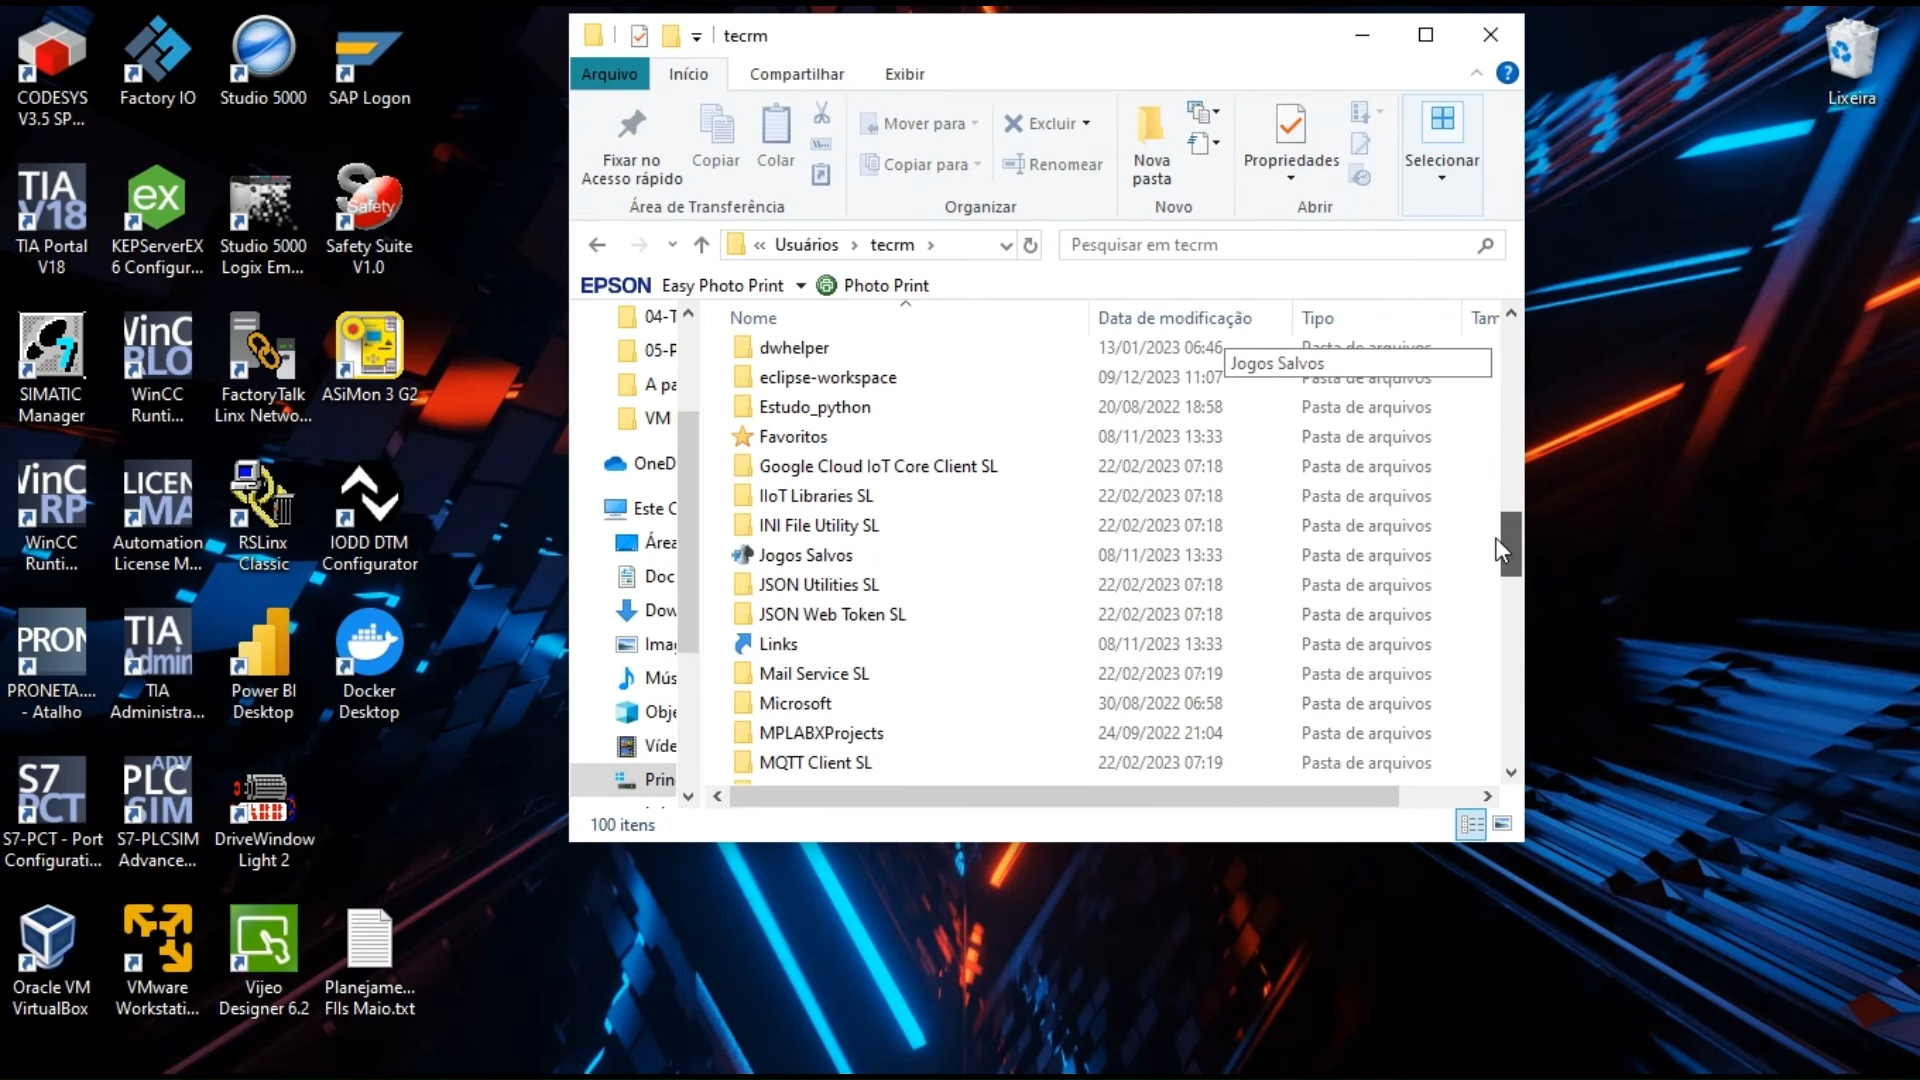 CODESYS
V3.5 SP...
Factory IO
Studio 5000
SAP Logon
TIA
V18
TIA Portal
V18
ex
KEPServerEX
6 Configur...
Studio 5000
Logix Em...
Safety
Safety Suite
V1.0
SIMATIC
Manager
WinCC
Runti...
FactoryTalk
Linx Netwo...
ASiMon 3 G2
WinCC
Runti...
LICEN
MA
Automation
License M...
RSLinx
Classic
IODD DTM
Configurator
PRON
PRONETA....
- Atalho
TIA
Admin
TIA
Administra...
Power BI
Desktop
Docker
Desktop
S7
PCT
S7-PCT - Port
Configurati...
ADV
PLC
SIM
S7-PLCSIM
Advance...
DriveWindow
Light 2
Oracle VM
VirtualBox
VMware
Workstati...
Vijeo
Designer 6.2
Planejame...
FIIs Maio.txt
Lixeira
tecrm
Arquivo
Início
Compartilhar
Exibir
Fixar no
Acesso rápido
Copiar
Colar
Mover para
Copiar para
Excluir
Renomear
Nova
pasta
Propriedades
Selecionar
Área de Transferência
Organizar
Novo
Abrir
« Usuários > tecrm >
Pesquisar em tecrm
EPSON Easy Photo Print Photo Print
04-T
05-P
A pa
VM
OneD
Este C
Área
Doc
Dow
Imag
Mús
Obje
Víde
Prin
Nome Data de modificação Tipo Tam
dwhelper 13/01/2023 06:46
Jogos Salvos
eclipse-workspace 09/12/2023 11:07 Pasta de arquivos
Estudo_python 20/08/2022 18:58 Pasta de arquivos
Favoritos 08/11/2023 13:33 Pasta de arquivos
Google Cloud IoT Core Client SL 22/02/2023 07:18 Pasta de arquivos
IIoT Libraries SL 22/02/2023 07:18 Pasta de arquivos
INI File Utility SL 22/02/2023 07:18 Pasta de arquivos
Jogos Salvos 08/11/2023 13:33 Pasta de arquivos
JSON Utilities SL 22/02/2023 07:18 Pasta de arquivos
JSON Web Token SL 22/02/2023 07:18 Pasta de arquivos
Links 08/11/2023 13:33 Pasta de arquivos
Mail Service SL 22/02/2023 07:19 Pasta de arquivos
Microsoft 30/08/2022 06:58 Pasta de arquivos
MPLABXProjects 24/09/2022 21:04 Pasta de arquivos
MQTT Client SL 22/02/2023 07:19 Pasta de arquivos
100 itens